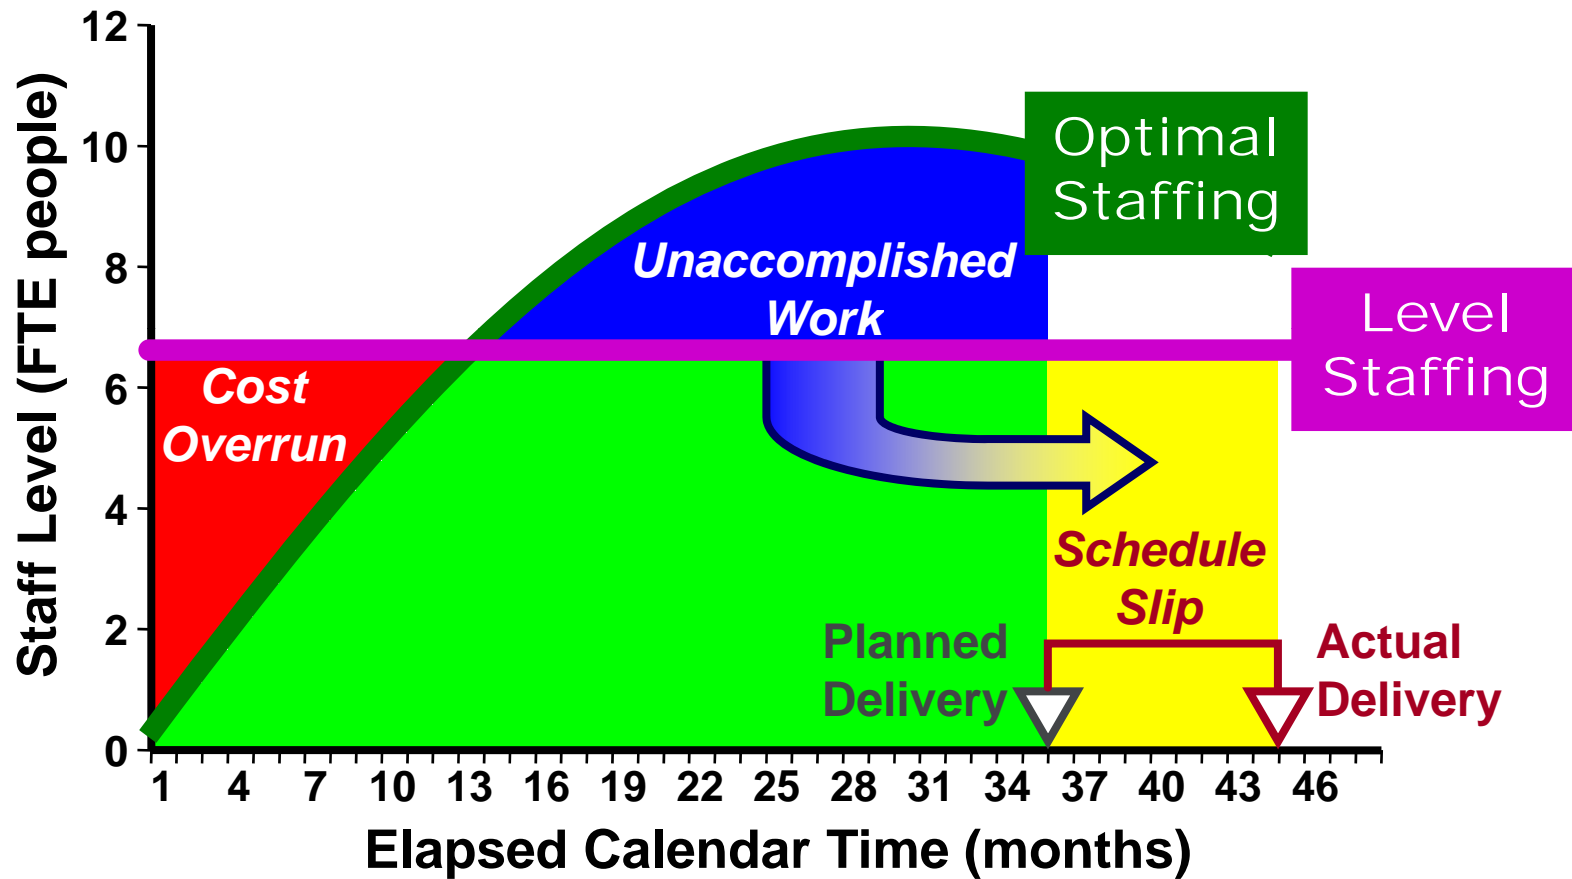 Staff Level (FTE people)
12
10
8
6
4
2
0
Optimal
Staffing
Unaccomplished
Work
Level
Staffing
Cost
Overrun
Schedule
Slip
Planned
Delivery
Actual
Delivery
1 4 7 10 13 16 19 22 25 28 31 34 37 40 43 46
Elapsed Calendar Time (months)